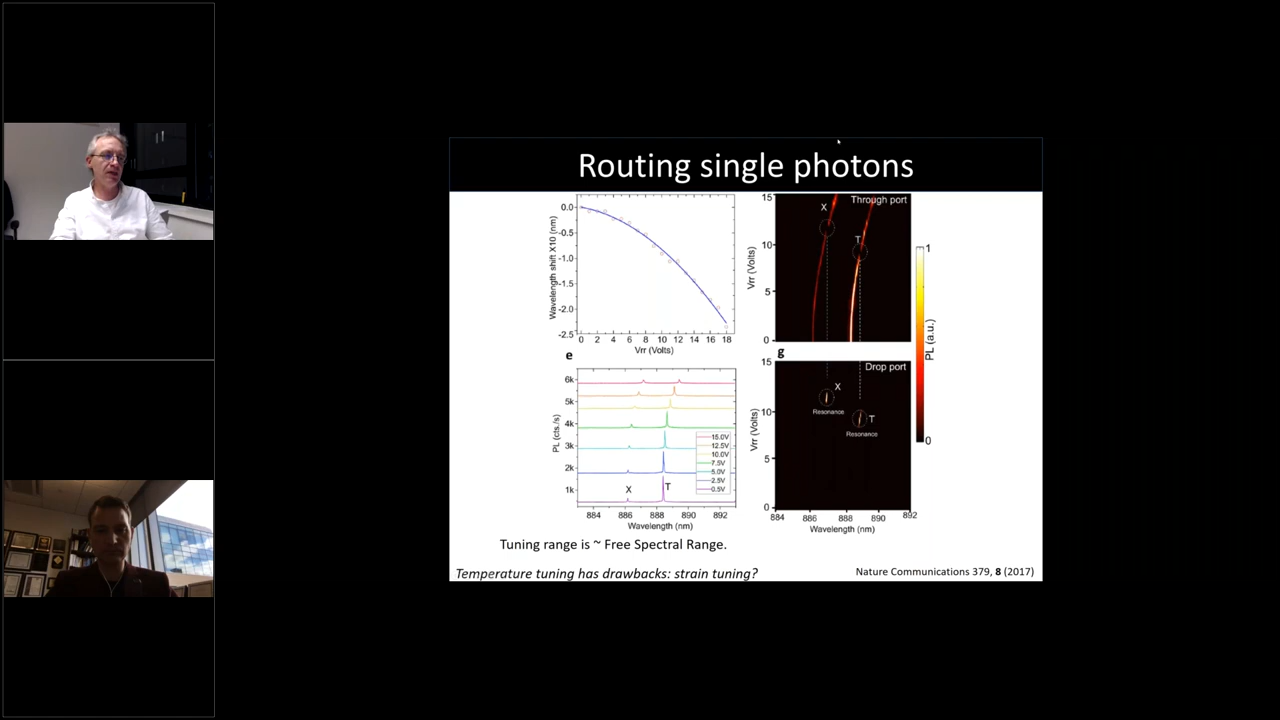 Routing single photons
0.0
-0.5
-1.0
-1.5
-2.0
-2.5
Wavelength shift X10 (nm)
0 2 4 6 8 10 12 14 16 18
Vrr (Volts)
15
10
5
0
Vrr (Volts)
X
T
Through port
1
PL (a.u.)
0
e
6k
5k
4k
3k
2k
1k
PL (cts./s)
15.0V
12.5V
10.0V
7.5V
5.0V
2.5V
0.5V
X T
884 886 888 890 892
Wavelength (nm)
g
15
10
5
0
Vrr (Volts)
Drop port
X
Resonance
T
Resonance
884 886 888 890 892
Wavelength (nm)
Tuning range is ~ Free Spectral Range.
Temperature tuning has drawbacks: strain tuning?
Nature Communications 379, 8 (2017)